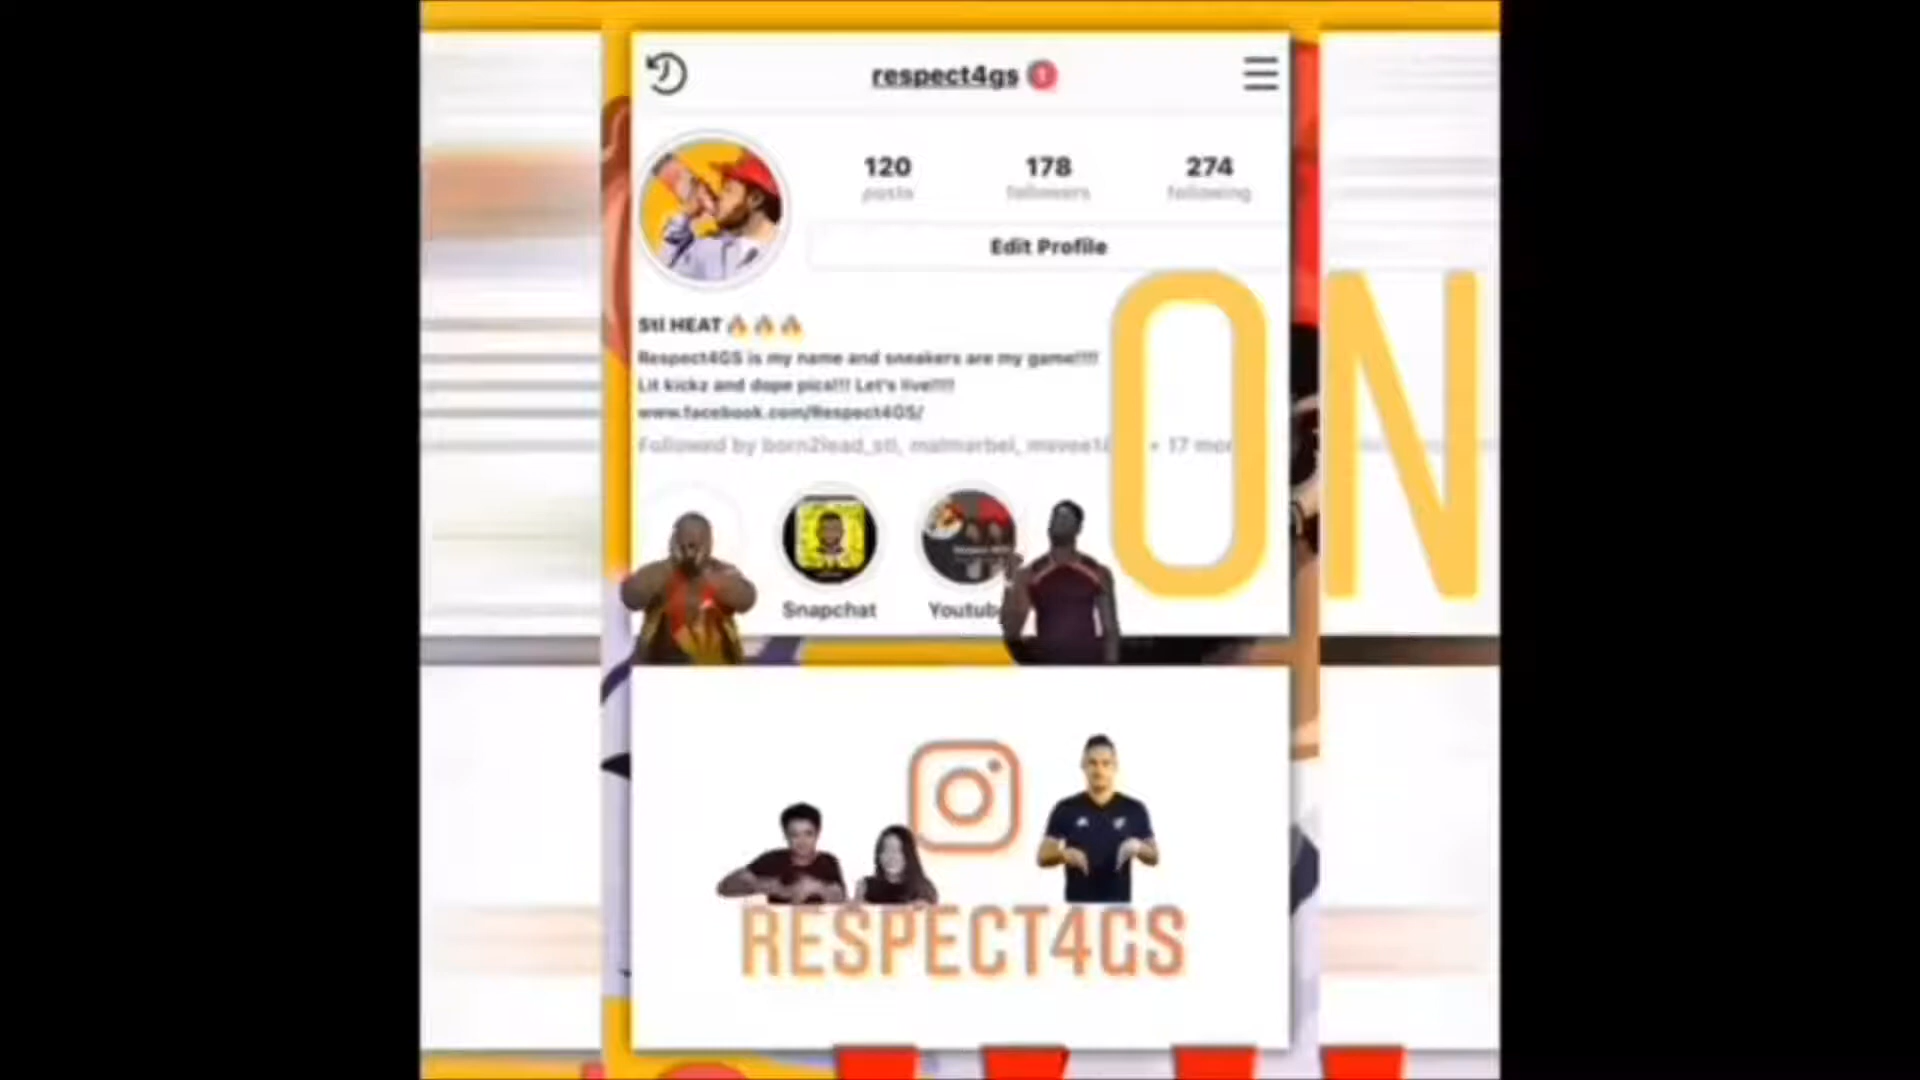 respect4gs 1
120 178 274
posts followers following
Edit Profile
ON
Stl HEAT
Respect4GS is my name and sneakers are my game!!!!
Lit kickz and dope pics!!! Let's live!!!!
www.facebook.com/Respect4GS/
Followed by born2lead_stl, malmarbel,
Snapchat Youtub
RESPECT4GS